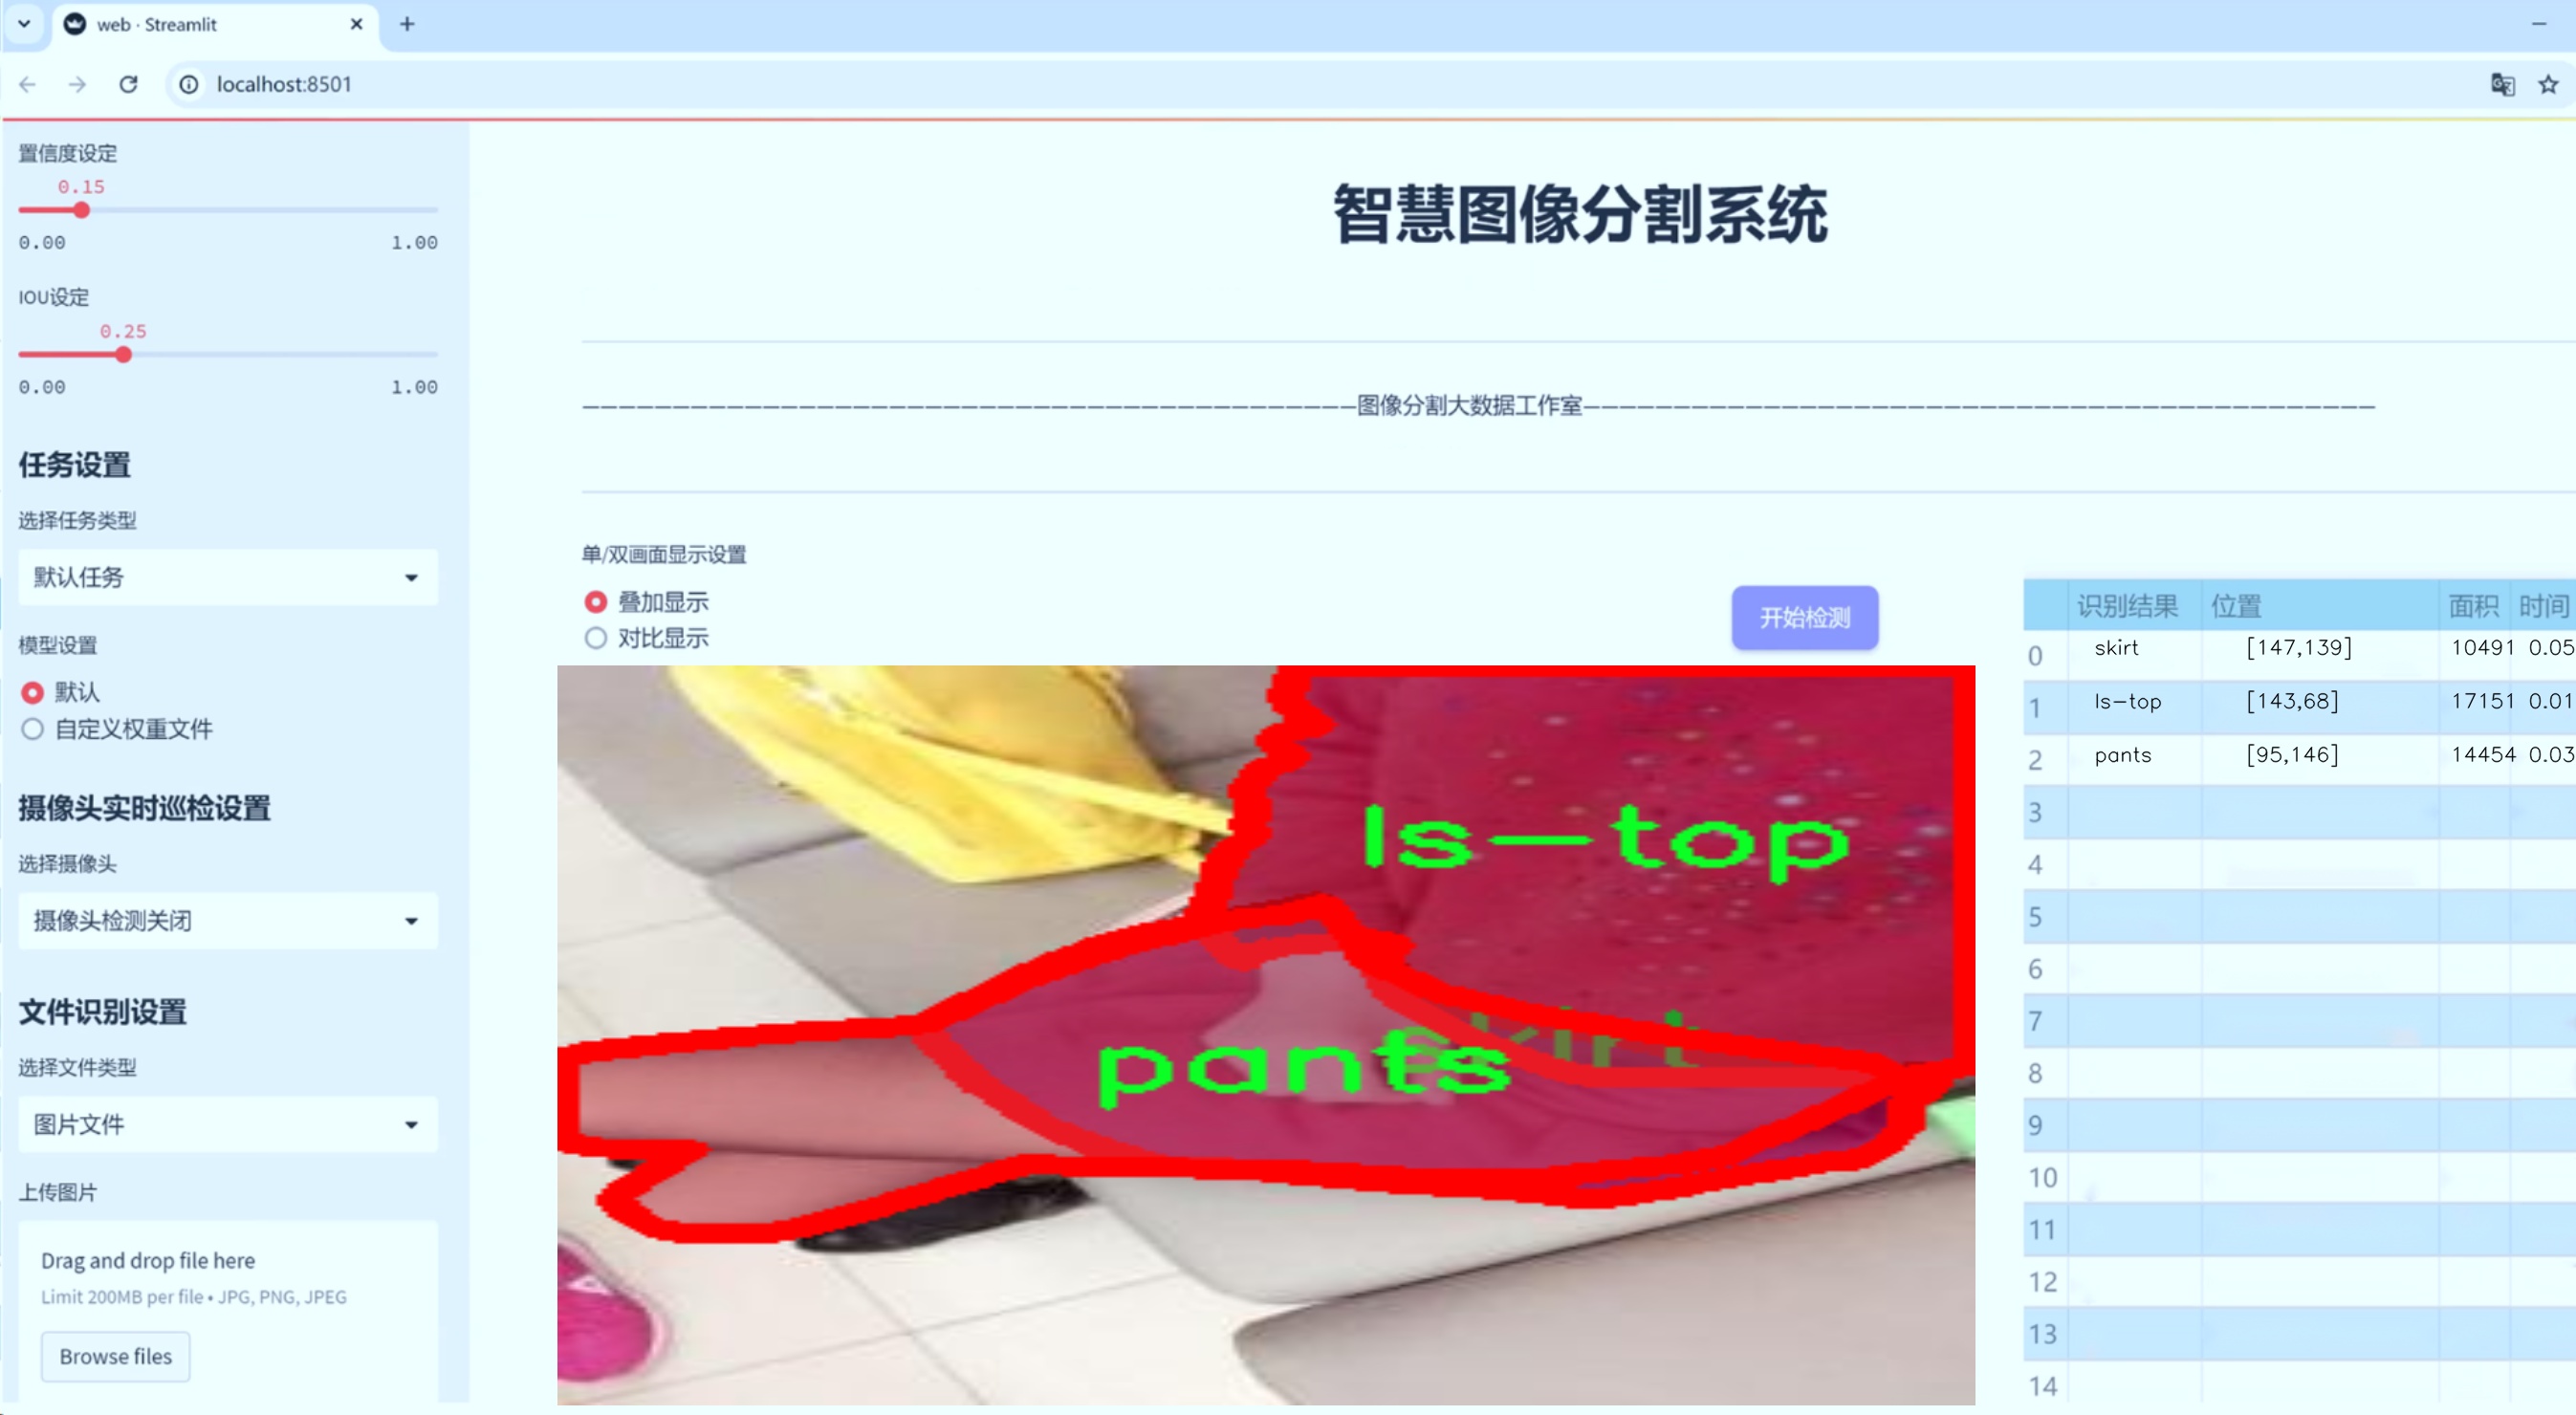 web · Streamlit
localhost:8501
置信度设定
0.15
0.00 1.00
IOU设定
0.25
0.00 1.00
任务设置
选择任务类型
默认任务
模型设置
默认
自定义权重文件
摄像头实时巡检设置
选择摄像头
摄像头检测关闭
文件识别设置
选择文件类型
图片文件
上传图片
Drag and drop file here
Limit 200MB per file • JPG, PNG, JPEG
Browse files
智慧图像分割系统
图像分割大数据工作室
单/双画面显示设置
叠加显示
对比显示
开始检测
ls-top
skirt
pants
识别结果 位置 面积 时间
0 skirt [147,139] 10491 0.05
1 ls-top [143,68] 17151 0.01
2 pants [95,146] 14454 0.03
3
4
5
6
7
8
9
10
11
12
13
14